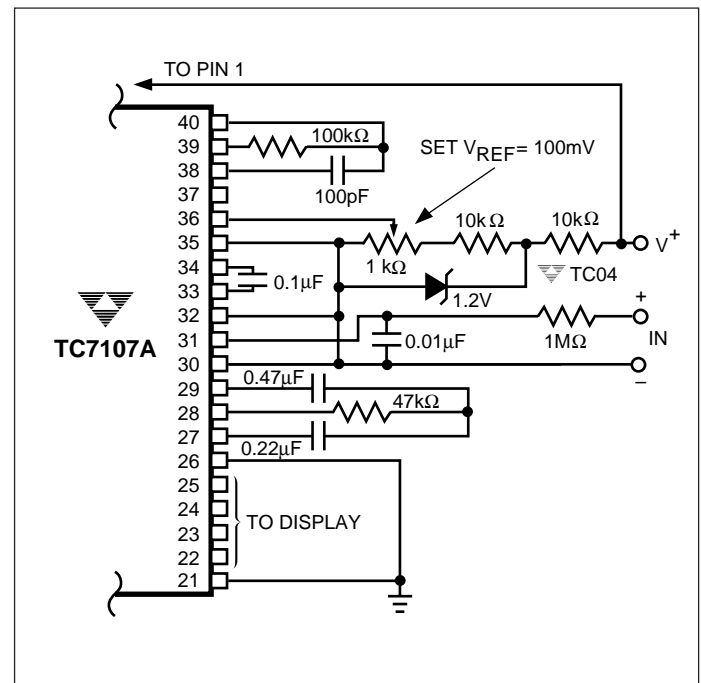 TO PIN 1
40
39
38
37
36
35
34
33
32
31
30
29
28
27
26
25
24
23
22
21
TC7107A
100kΩ
100pF
SET VREF= 100mV
10kΩ
10kΩ
V+
1 kΩ
TC04
0.1µF
1.2V
+
IN
–
0.01µF
1MΩ
0.47µF
47kΩ
0.22µF
TO DISPLAY